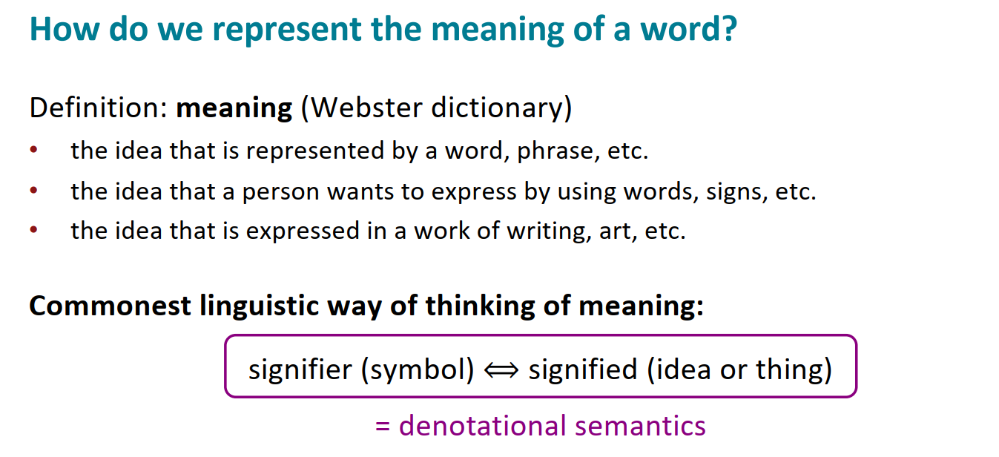 How do we represent the meaning of a word?
Definition: meaning (Webster dictionary)
• the idea that is represented by a word, phrase, etc.
• the idea that a person wants to express by using words, signs, etc.
• the idea that is expressed in a work of writing, art, etc.
Commonest linguistic way of thinking of meaning:
signifier (symbol) ⟺ signified (idea or thing)
= denotational semantics